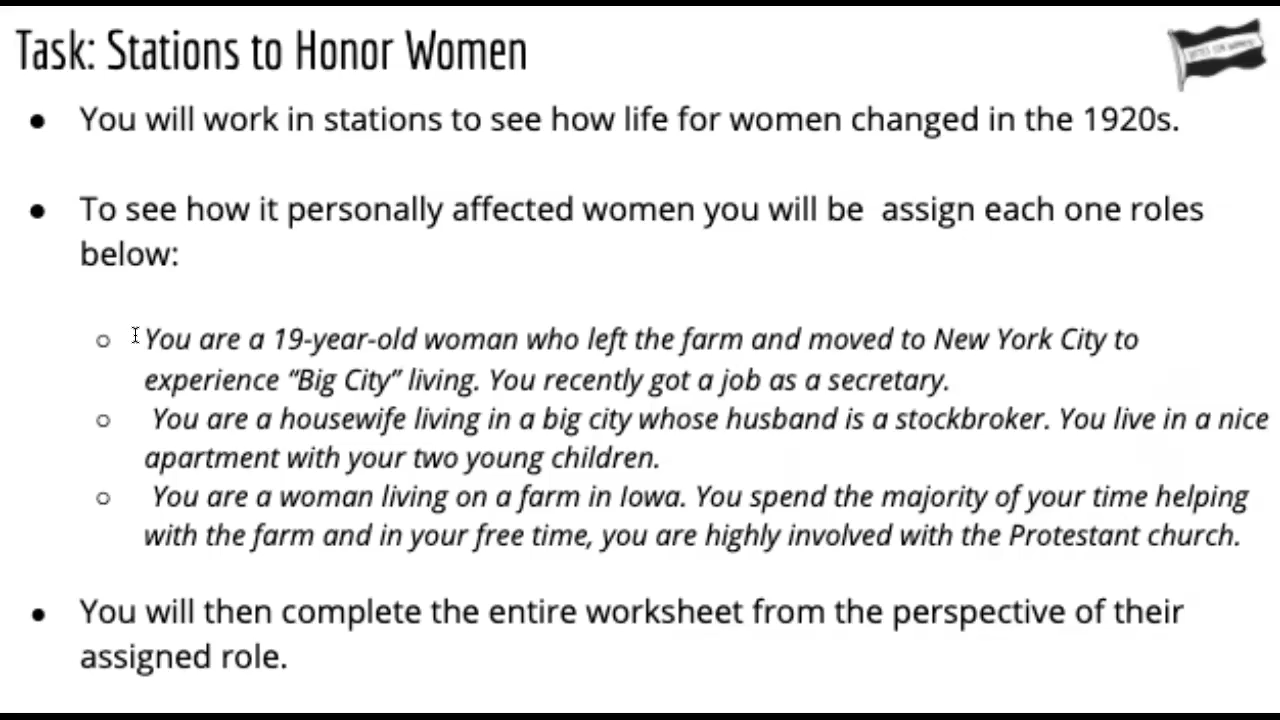 Task: Stations to Honor Women
VOTES FOR WOMEN
● You will work in stations to see how life for women changed in the 1920s.
● To see how it personally affected women you will be  assign each one roles
below:
○ You are a 19-year-old woman who left the farm and moved to New York City to
experience “Big City” living. You recently got a job as a secretary.
○ You are a housewife living in a big city whose husband is a stockbroker. You live in a nice
apartment with your two young children.
○ You are a woman living on a farm in Iowa. You spend the majority of your time helping
with the farm and in your free time, you are highly involved with the Protestant church.
● You will then complete the entire worksheet from the perspective of their
assigned role.